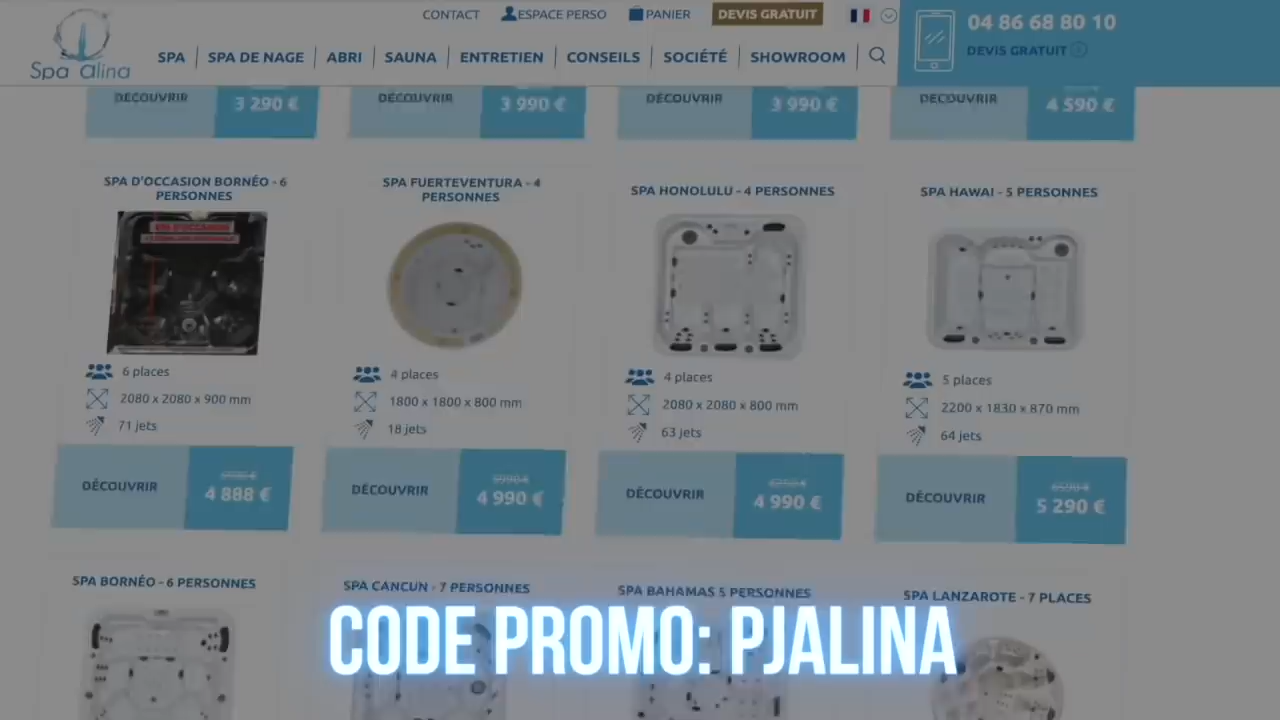 CONTACT
ESPACE PERSO
PANIER
DEVIS GRATUIT
04 86 68 80 10
DEVIS GRATUIT
Spa alina
SPA
SPA DE NAGE
ABRI
SAUNA
ENTRETIEN
CONSEILS
SOCIÉTÉ
SHOWROOM
DÉCOUVRIR
3 290 €
DÉCOUVRIR
3 990 €
DÉCOUVRIR
3 990 €
DÉCOUVRIR
4 590 €
SPA D'OCCASION BORNÉO - 6
PERSONNES
6 places
2080 x 2080 x 900 mm
71 jets
DÉCOUVRIR
4 888 €
SPA FUERTEVENTURA - 4
PERSONNES
4 places
1800 x 1800 x 800 mm
18 jets
DÉCOUVRIR
5990 €
4 990 €
SPA HONOLULU - 4 PERSONNES
4 places
2080 x 2080 x 800 mm
63 jets
DÉCOUVRIR
4 990 €
SPA HAWAI - 5 PERSONNES
5 places
2200 x 1830 x 870 mm
64 jets
DÉCOUVRIR
6590 €
5 290 €
SPA BORNÉO - 6 PERSONNES
SPA CANCUN - 7 PERSONNES
SPA BAHAMAS 5 PERSONNES
SPA LANZAROTE - 7 PLACES
CODE PROMO: PJALINA